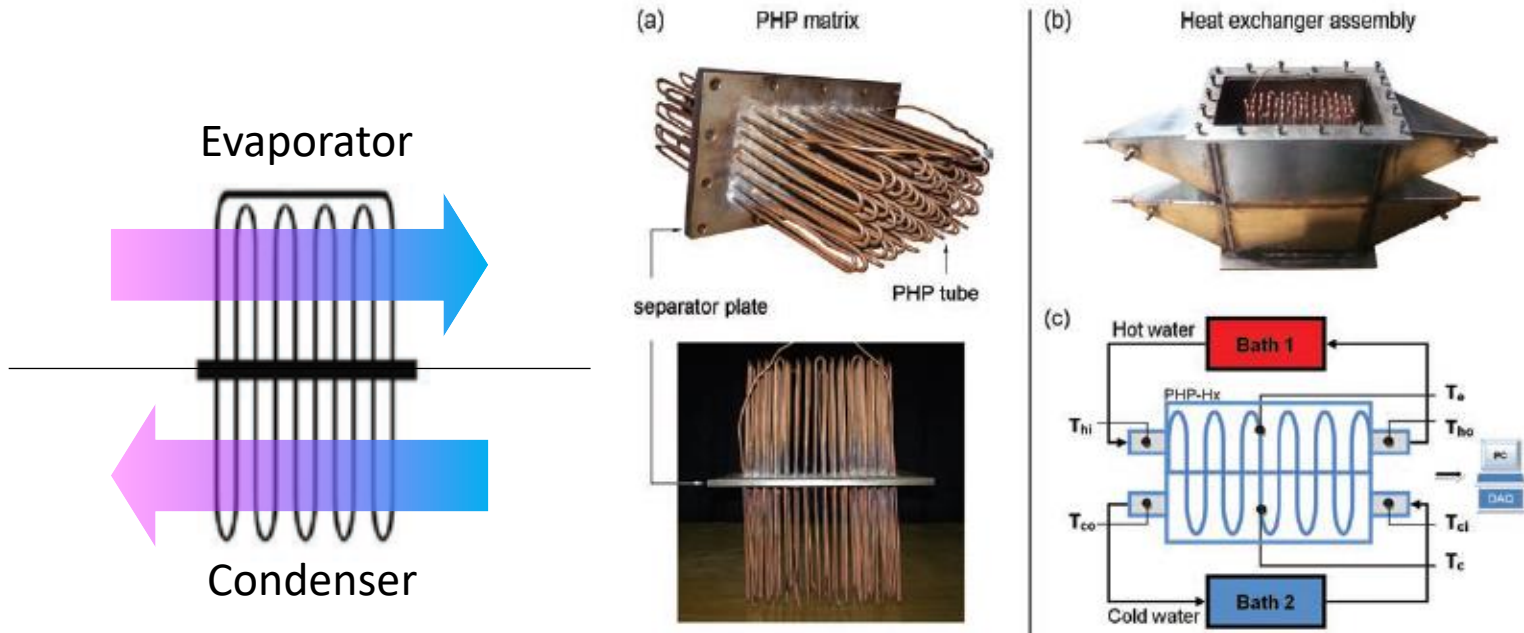 Evaporator
Condenser
(a)
PHP matrix
separator plate
PHP tube
(b)
Heat exchanger assembly
(c)
Hot water
Bath 1
PHP-Hx
Te
Thi
Tho
PC
DAQ
Tco
Tci
Tc
Cold water
Bath 2